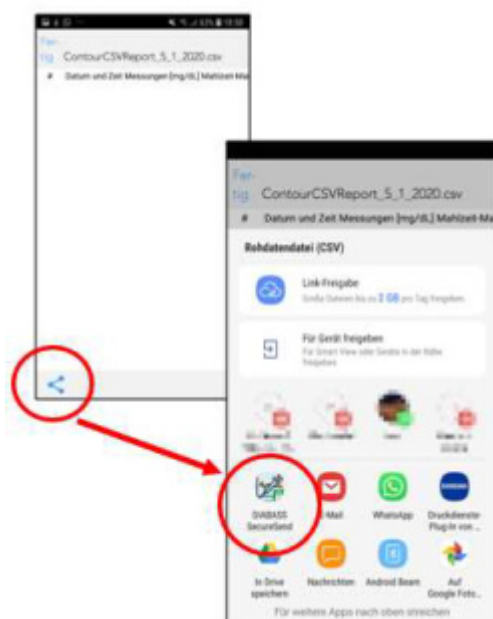 Fer-
tig ContourCSVReport_5_1_2020.csv
# Datum und Zeit Messungen [mg/dL] Mahlzeit-Mar
Fer-
tig ContourCSVReport_5_1_2020.csv
# Datum und Zeit Messungen [mg/dL] Mahlzeit-Ma
Rohdatendatei (CSV)
Link-Freigabe
Große Dateien bis zu 2 GB pro Tag freigeben.
Für Gerät freigeben
Für Smart View oder Geräte in der Nähe
freigeben
DIABASS
SecureSend
E-Mail
WhatsApp
Druckdienste-
Plug-In von ...
In Drive
speichern
Nachrichten
Android Beam
Auf
Google Foto...
Für weitere Apps nach oben streichen